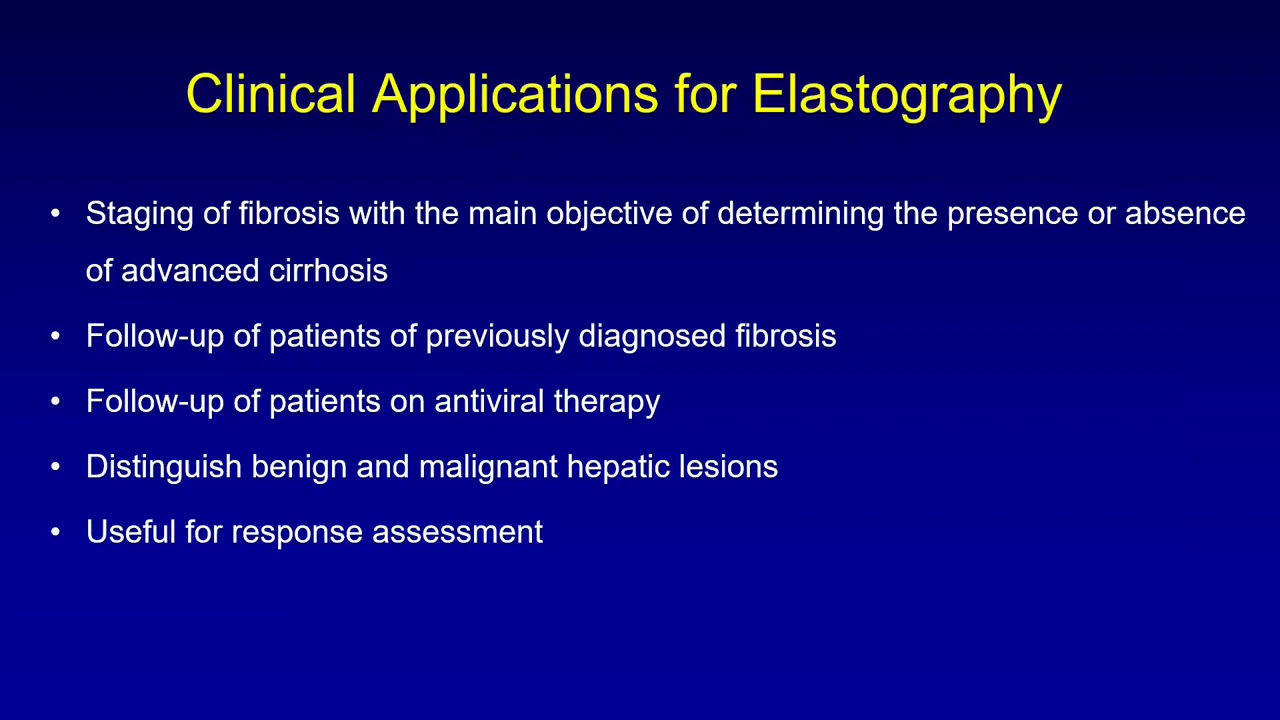 Clinical Applications for Elastography
• Staging of fibrosis with the main objective of determining the presence or absence
of advanced cirrhosis
• Follow-up of patients of previously diagnosed fibrosis
• Follow-up of patients on antiviral therapy
• Distinguish benign and malignant hepatic lesions
• Useful for response assessment